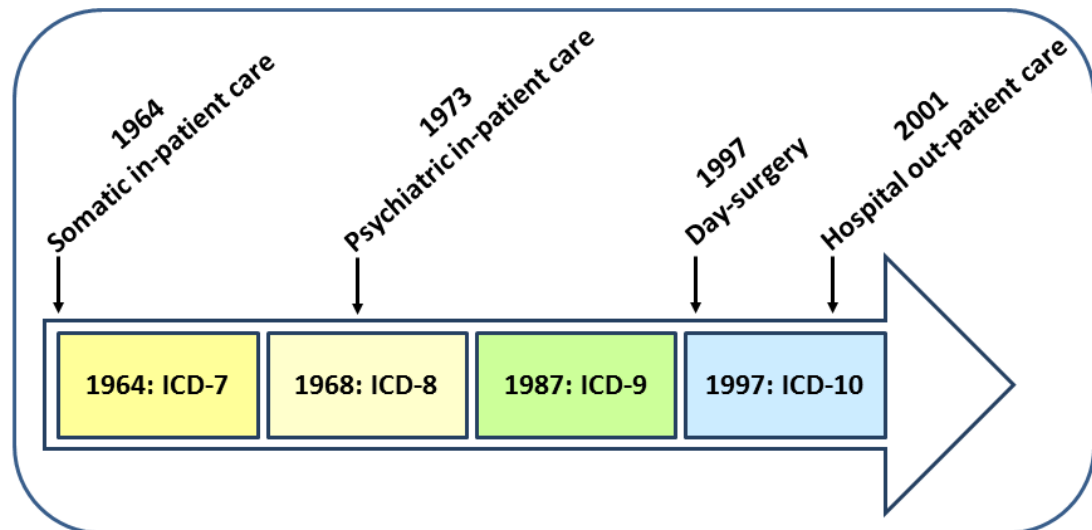 1964
Somatic in-patient care
1973
Psychiatric in-patient care
1997
Day-surgery
2001
Hospital out-patient care
1964: ICD-7
1968: ICD-8
1987: ICD-9
1997: ICD-10